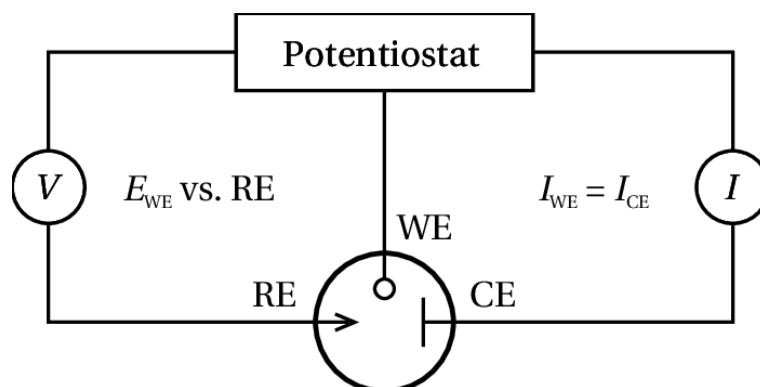 Potentiostat
V
E_WE vs. RE
I_WE = I_CE
I
WE
RE
CE